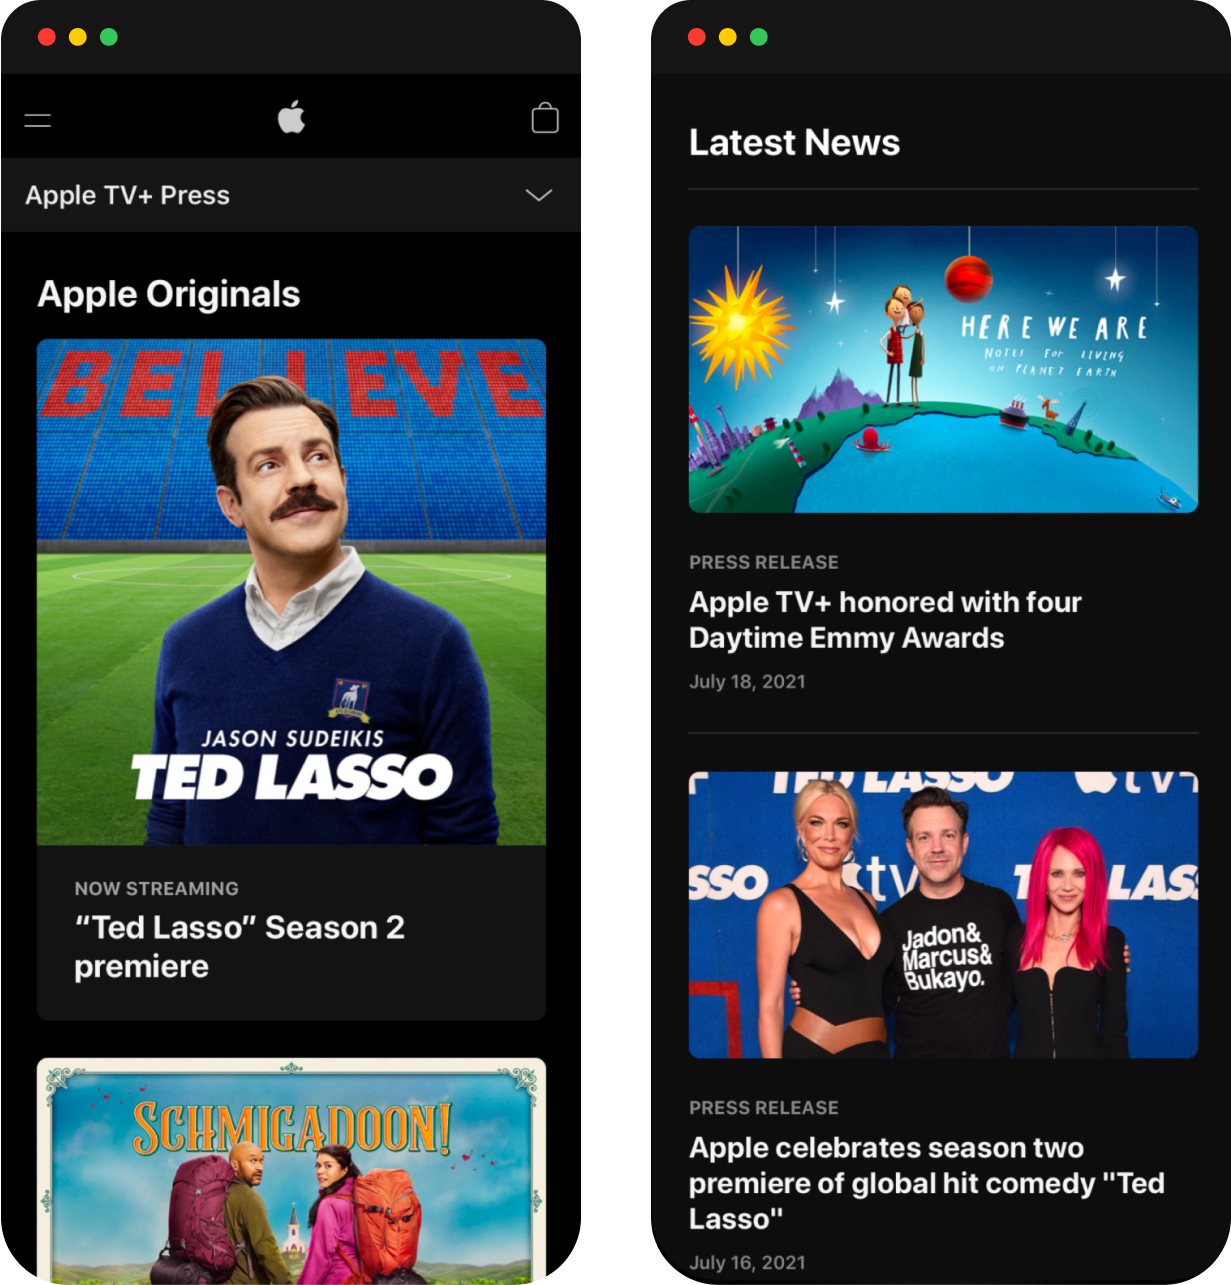 Apple TV+ Press
Apple Originals
BELIEVE
JASON SUDEIKIS
TED LASSO
NOW STREAMING
“Ted Lasso” Season 2
premiere
SCHMIGADOON!
Latest News
HERE WE ARE
NOTES FOR LIVING
ON PLANET EARTH
PRESS RELEASE
Apple TV+ honored with four
Daytime Emmy Awards
July 18, 2021
TED LASSO tv+
SSO tv TED LASS
Jadon&
Marcus&
Bukayo.
PRESS RELEASE
Apple celebrates season two
premiere of global hit comedy "Ted
Lasso"
July 16, 2021